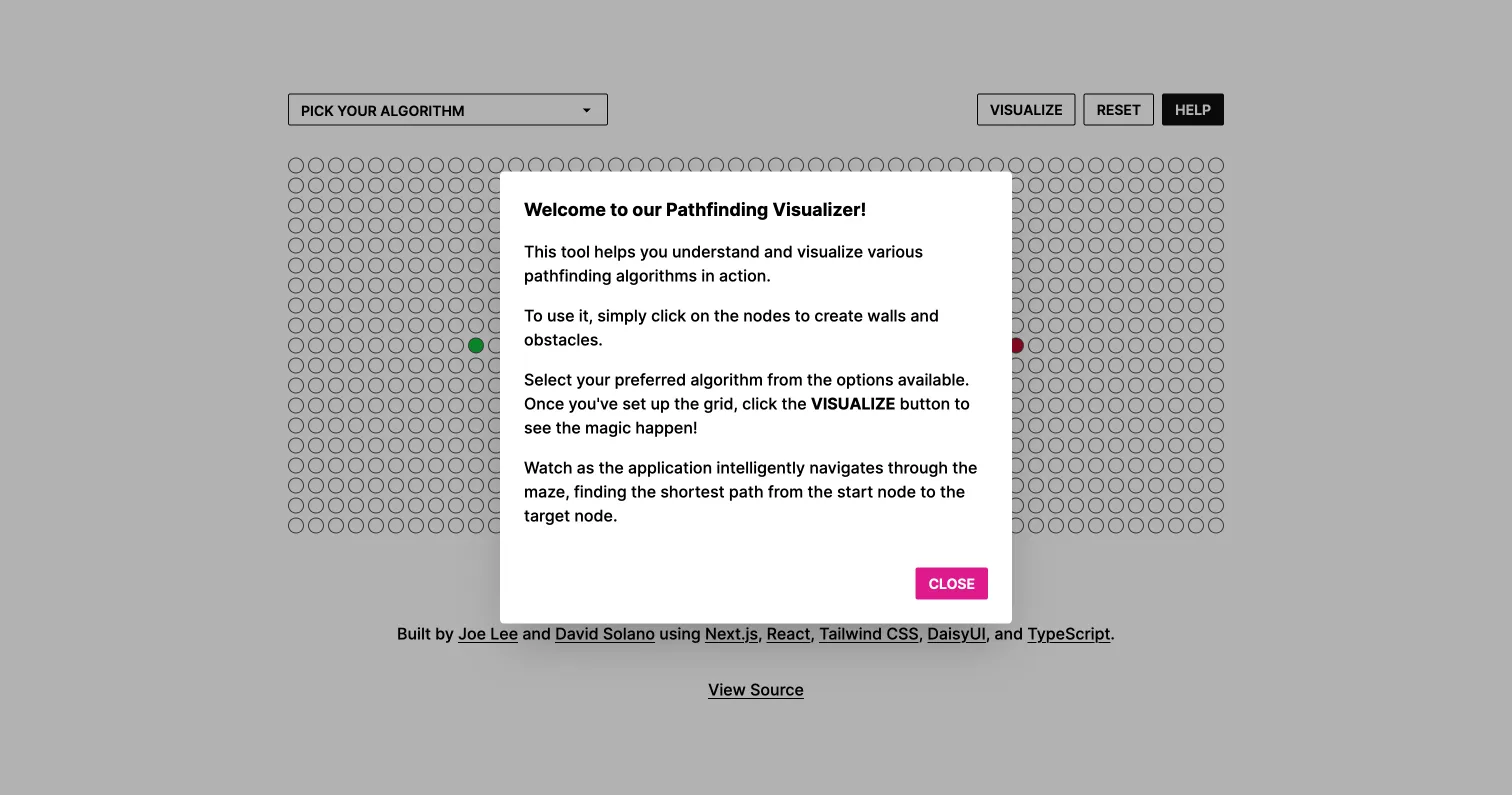 PICK YOUR ALGORITHM
VISUALIZE
RESET
HELP
Welcome to our Pathfinding Visualizer!
This tool helps you understand and visualize various
pathfinding algorithms in action.
To use it, simply click on the nodes to create walls and
obstacles.
Select your preferred algorithm from the options available.
Once you've set up the grid, click the VISUALIZE button to
see the magic happen!
Watch as the application intelligently navigates through the
maze, finding the shortest path from the start node to the
target node.
CLOSE
Built by Joe Lee and David Solano using Next.js, React, Tailwind CSS, DaisyUI, and TypeScript.
View Source